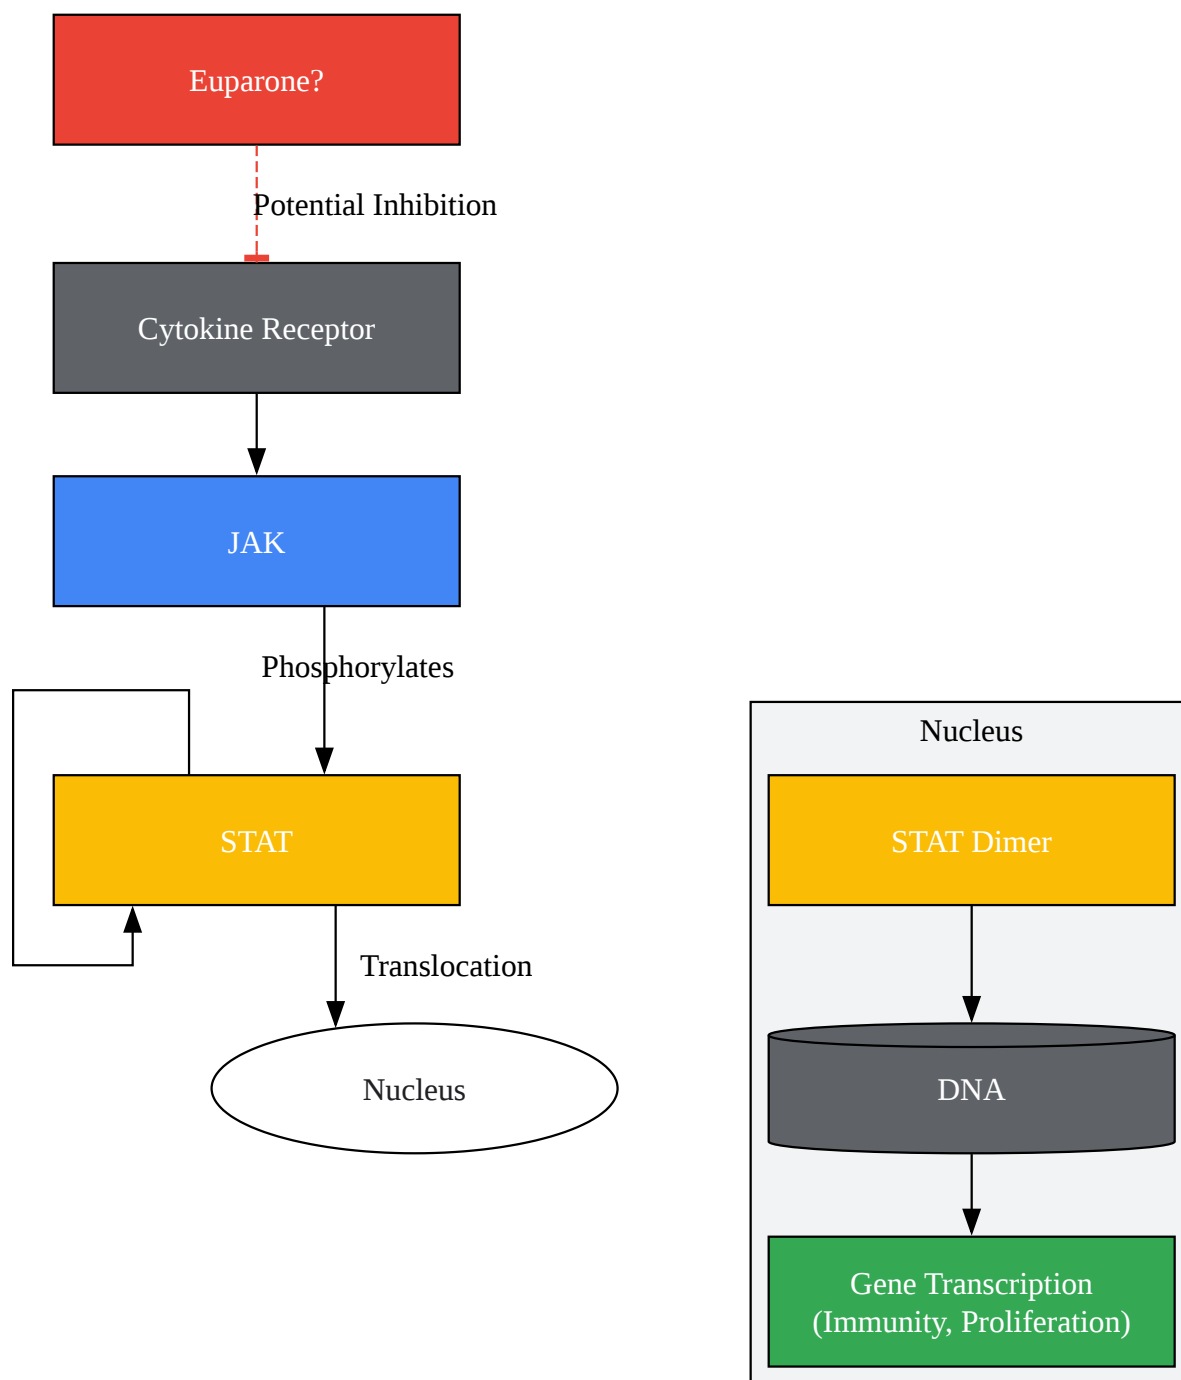 Euparone?
Potential Inhibition
Cytokine Receptor
JAK
Phosphorylates
STAT
Translocation
Nucleus
Nucleus
STAT Dimer
DNA
Gene Transcription
(Immunity, Proliferation)